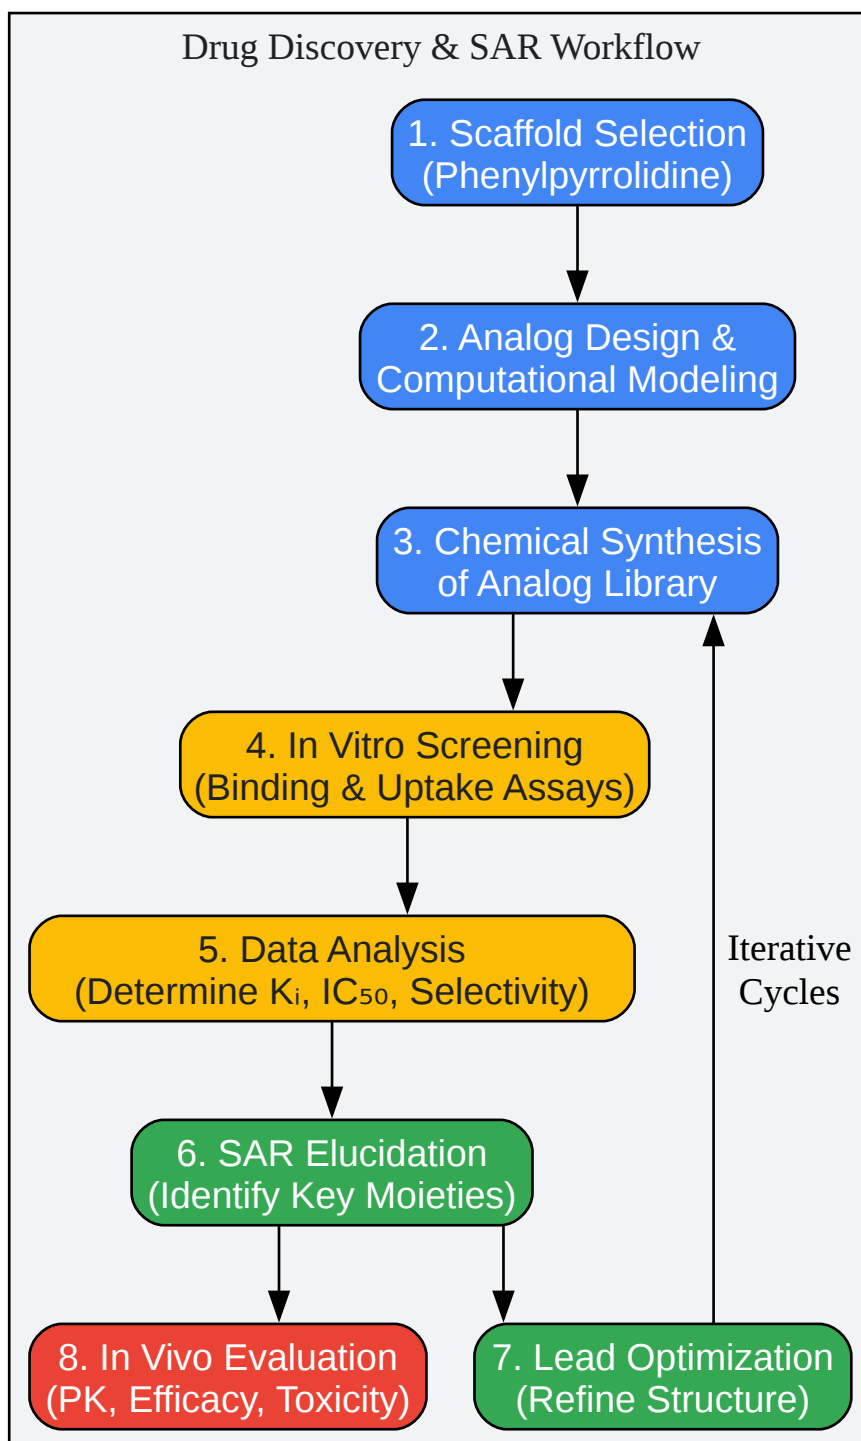 Drug Discovery & SAR Workflow
1. Scaffold Selection
(Phenylpyrrolidine)
2. Analog Design &
Computational Modeling
3. Chemical Synthesis
of Analog Library
4. In Vitro Screening
(Binding & Uptake Assays)
5. Data Analysis
(Determine Kᵢ, IC₅₀, Selectivity)
Iterative
Cycles
6. SAR Elucidation
(Identify Key Moieties)
8. In Vivo Evaluation
(PK, Efficacy, Toxicity)
7. Lead Optimization
(Refine Structure)